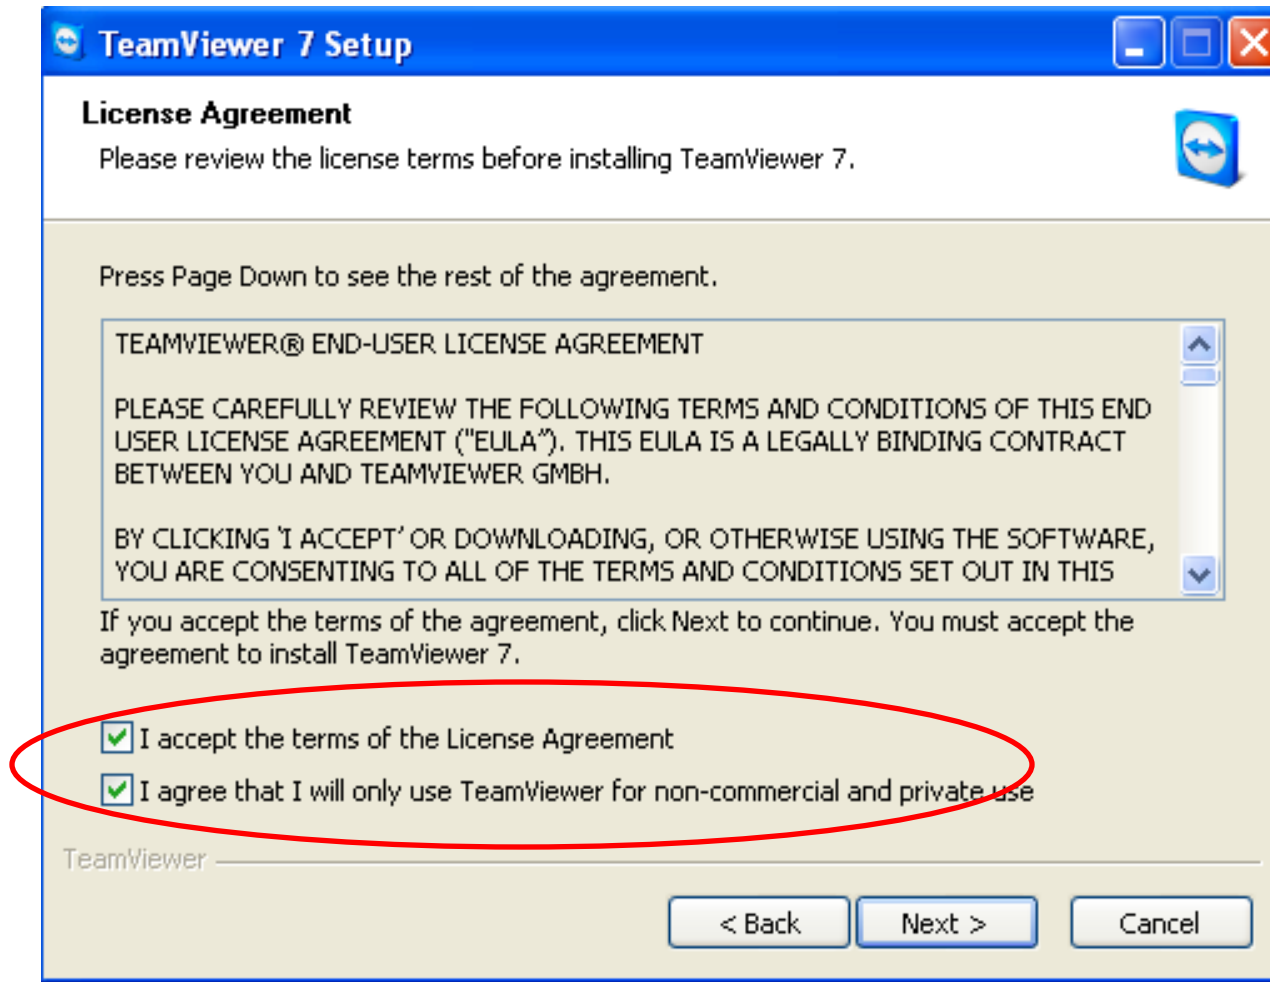 TeamViewer 7 Setup
License Agreement
Please review the license terms before installing TeamViewer 7.
Press Page Down to see the rest of the agreement.
TEAMVIEWER® END-USER LICENSE AGREEMENT
PLEASE CAREFULLY REVIEW THE FOLLOWING TERMS AND CONDITIONS OF THIS END
USER LICENSE AGREEMENT ("EULA"). THIS EULA IS A LEGALLY BINDING CONTRACT
BETWEEN YOU AND TEAMVIEWER GMBH.
BY CLICKING 'I ACCEPT' OR DOWNLOADING, OR OTHERWISE USING THE SOFTWARE,
YOU ARE CONSENTING TO ALL OF THE TERMS AND CONDITIONS SET OUT IN THIS
If you accept the terms of the agreement, click Next to continue. You must accept the
agreement to install TeamViewer 7.
I accept the terms of the License Agreement
I agree that I will only use TeamViewer for non-commercial and private use
TeamViewer
< Back Next > Cancel